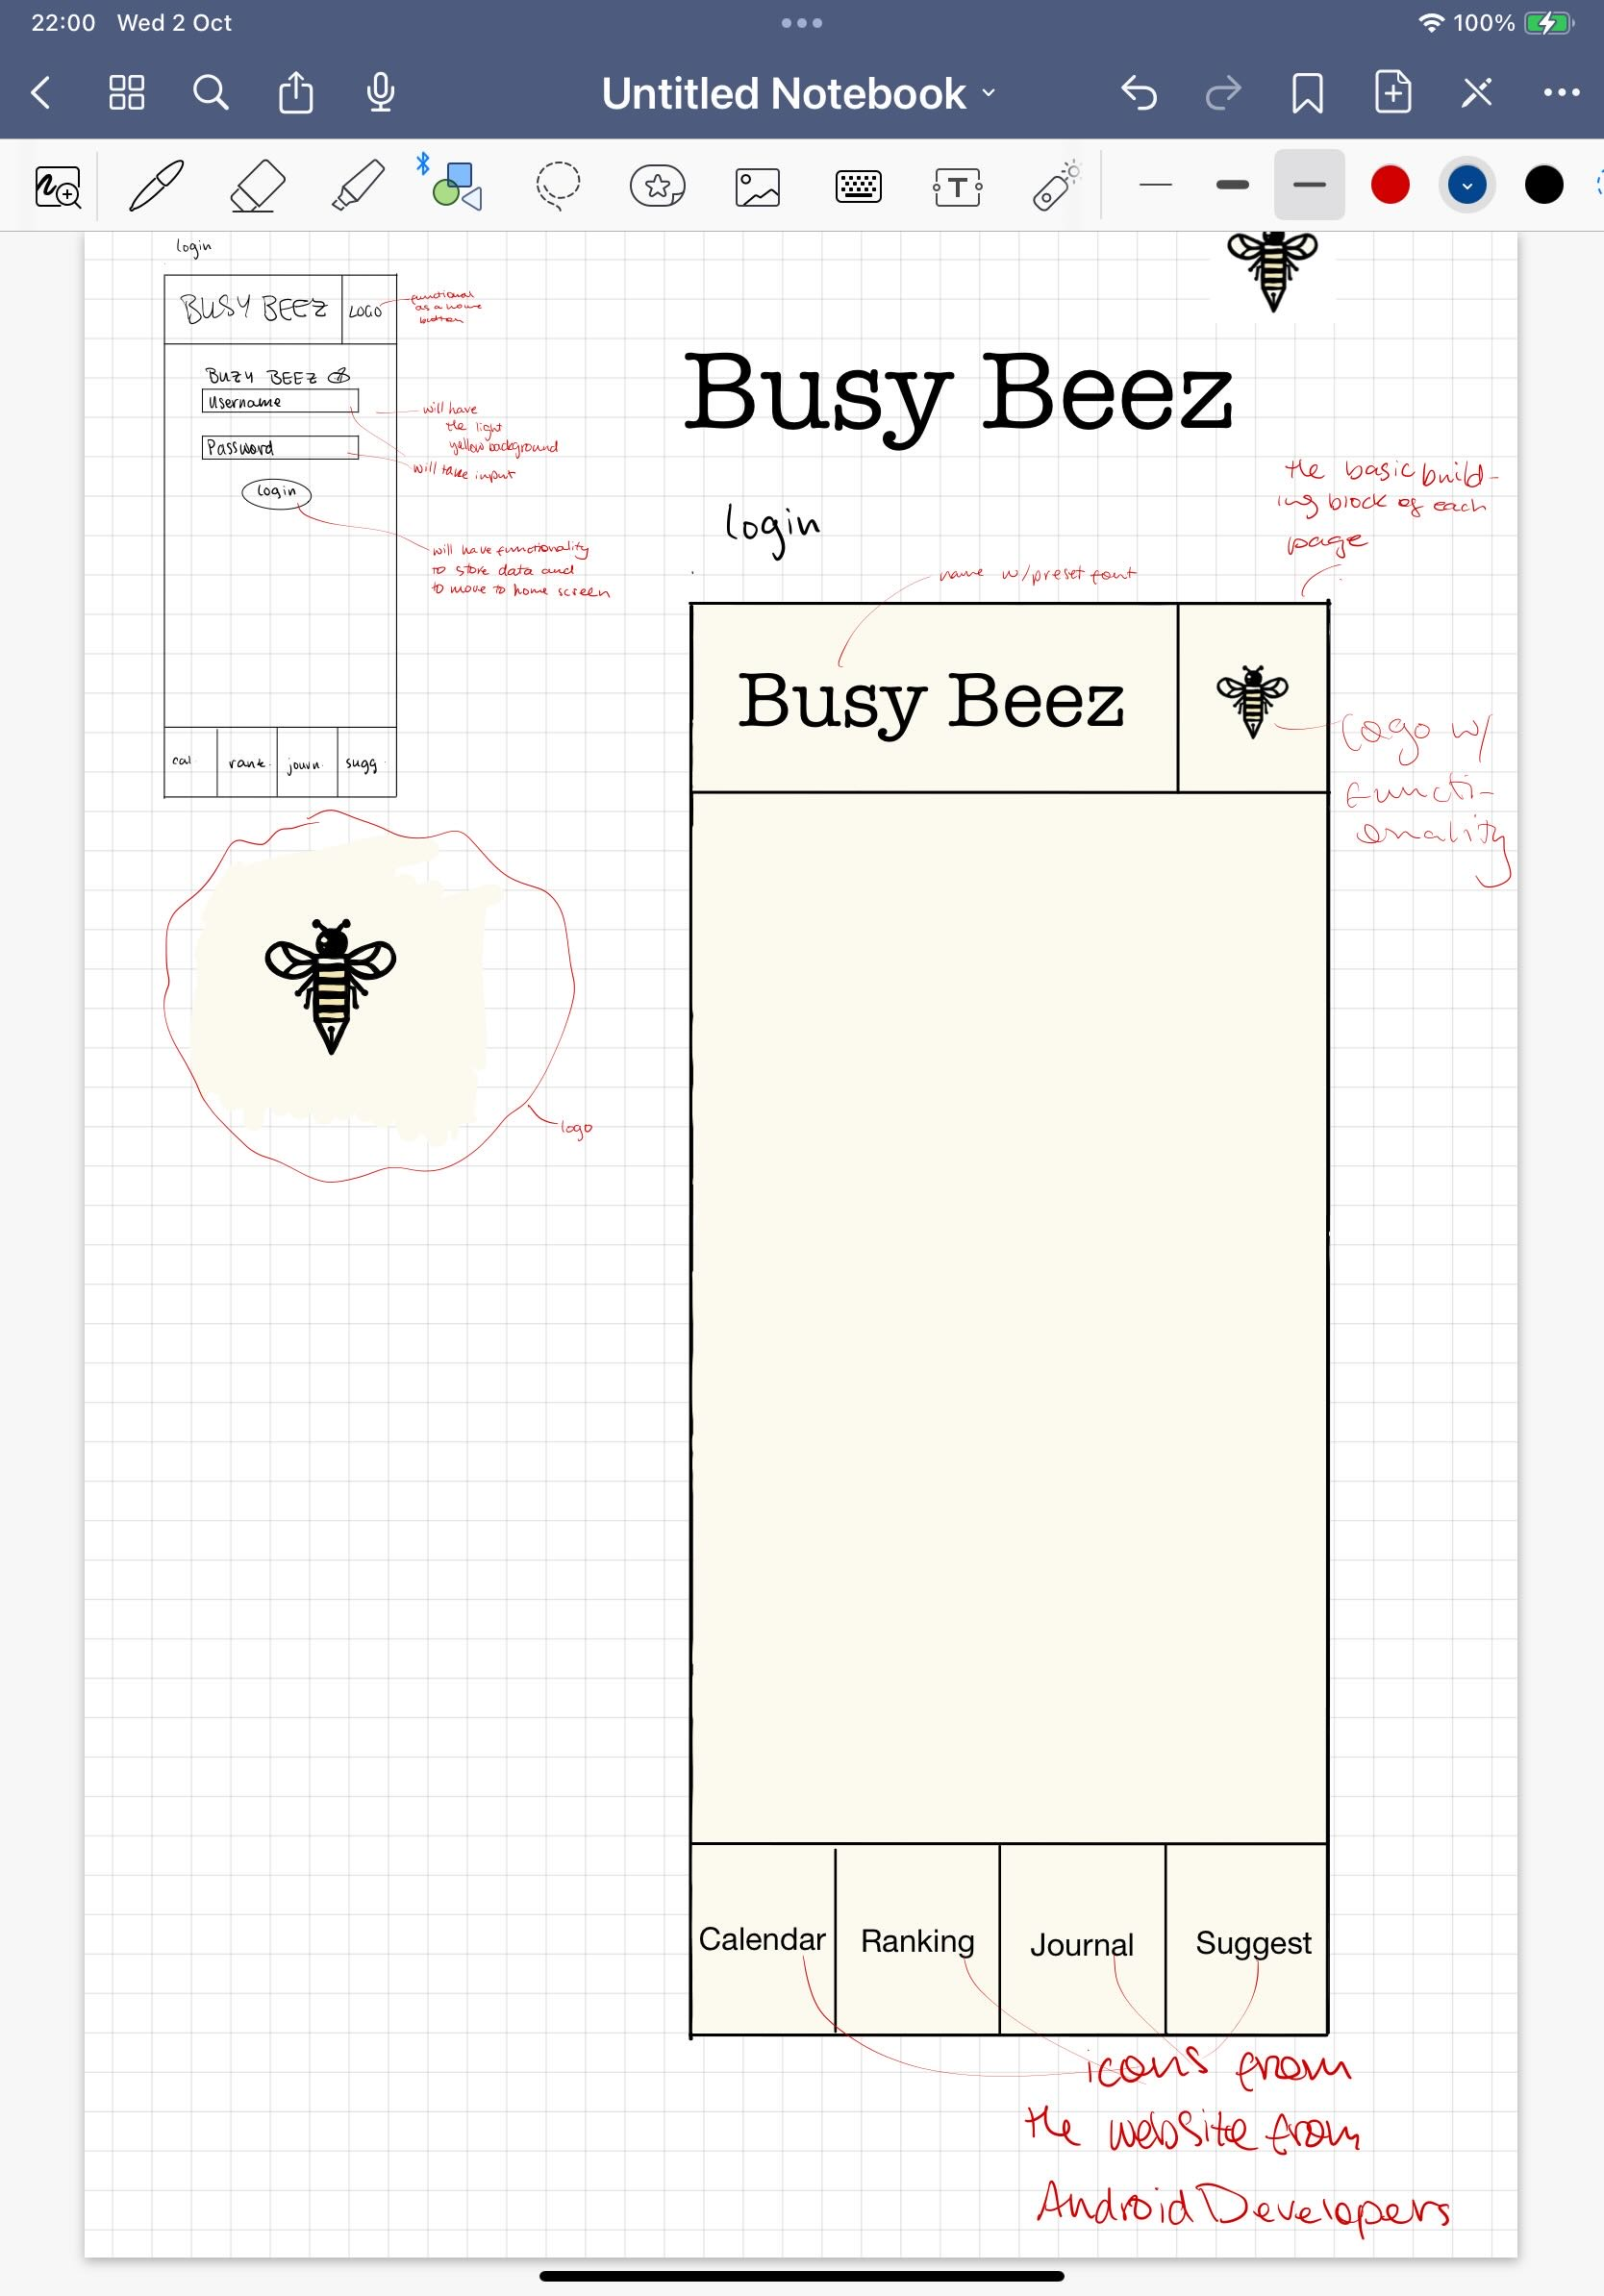 22:00 Wed 2 Oct
100%
Untitled Notebook
T
login
BUSY BEEZ
LOGO
functional
as a home
button
BUZY BEEZ
Username
Password
login
will have
the light
yellow background
will take input
will have functionality
to store data and
to move to home screen
cal.
rank.
journ.
sugg.
logo
Busy Beez
login
the basic build-
ing block of each
page
name w/preset font
Busy Beez
logo w/
functi-
onality
Calendar
Ranking
Journal
Suggest
icons from
the website from
Android Developers